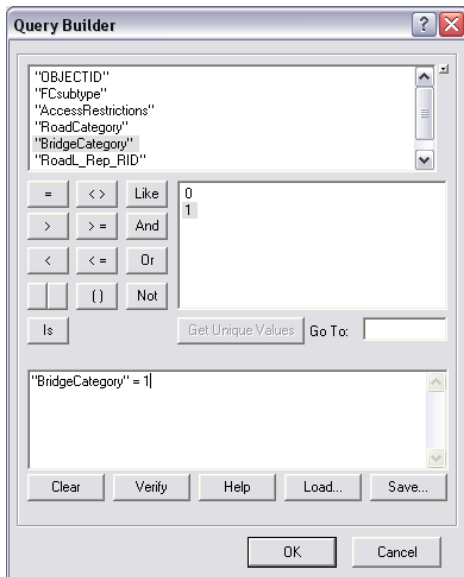 Query Builder
"OBJECTID"
"FCsubtype"
"AccessRestrictions"
"RoadCategory"
"BridgeCategory"
"RoadL_Rep_RID"
= <> Like
> >= And
< <= Or
() Not
Is
0
1
Get Unique Values Go To:
"BridgeCategory" = 1
Clear Verify Help Load... Save...
OK Cancel